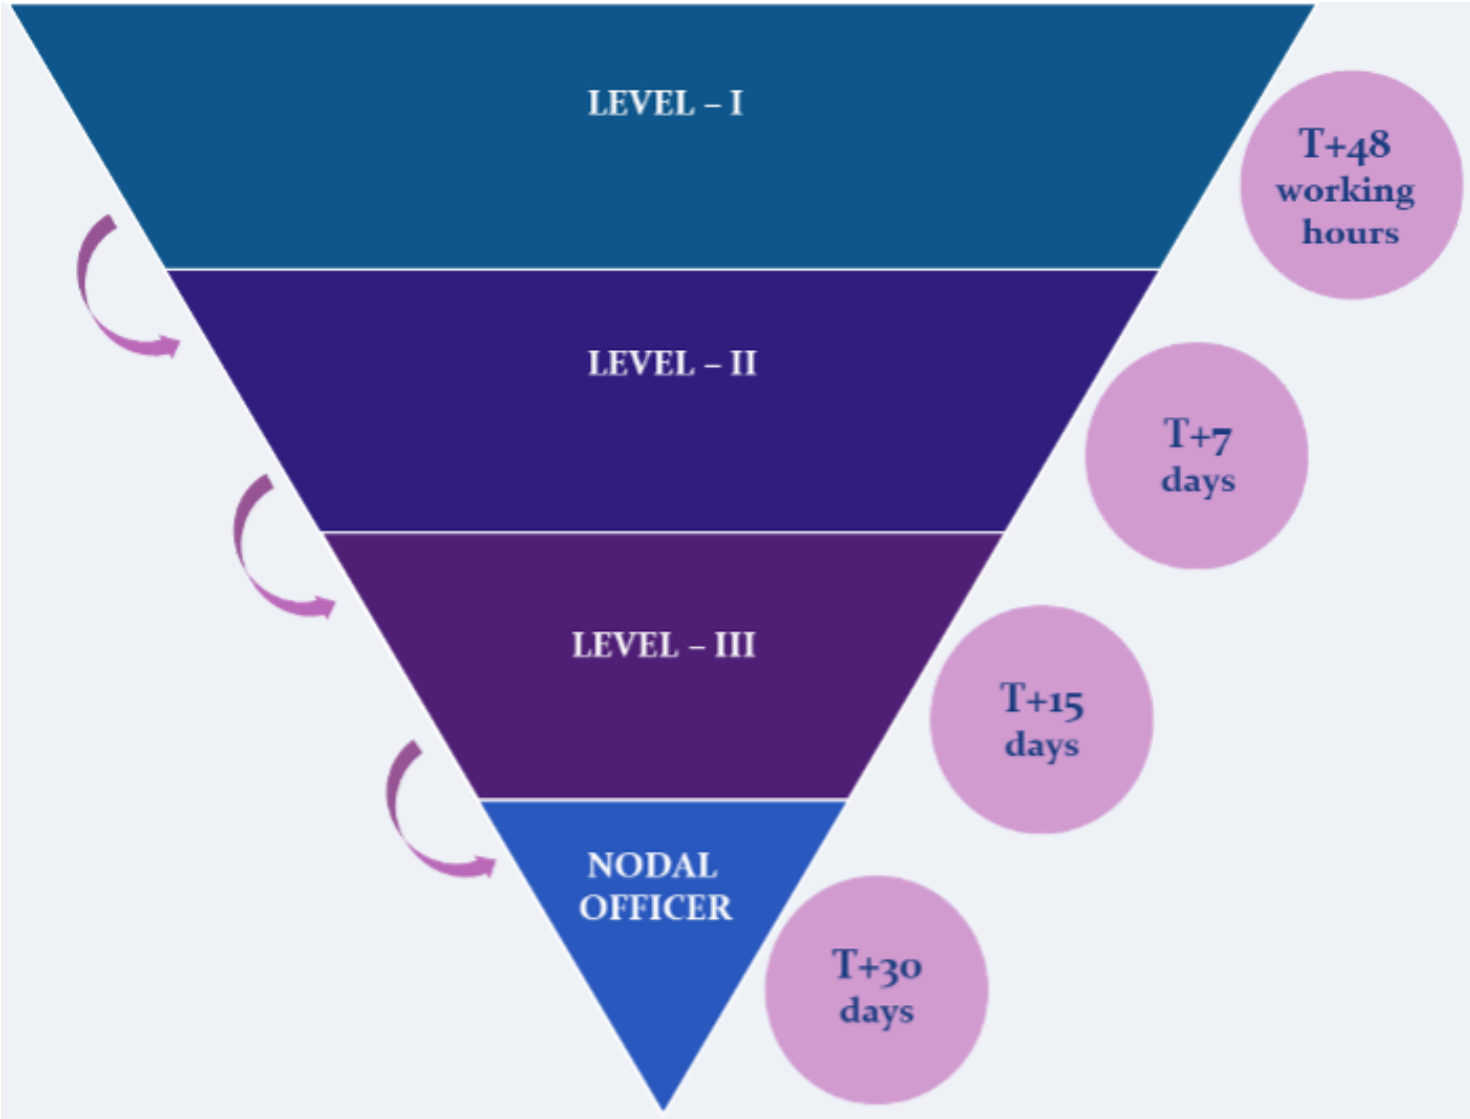 LEVEL – I
T+48
working
hours
LEVEL – II
T+7
days
LEVEL – III
T+15
days
NODAL
OFFICER
T+30
days